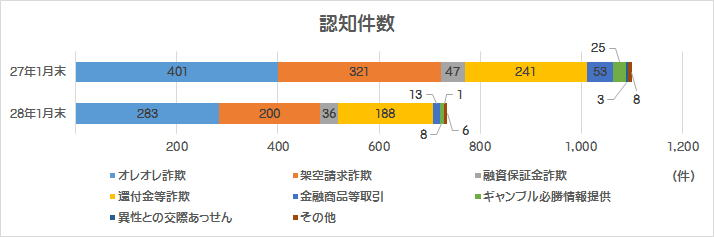 認知件数
25
27年1月末 401 321 47 241 53
3 8
13 1
28年1月末 283 200 36 188
8 6
200 400 600 800 1,000 1,200
オレオレ詐欺 架空請求詐欺 融資保証金詐欺 (件)
還付金等詐欺 金融商品等取引 ギャンブル必勝情報提供
異性との交際あっせん その他